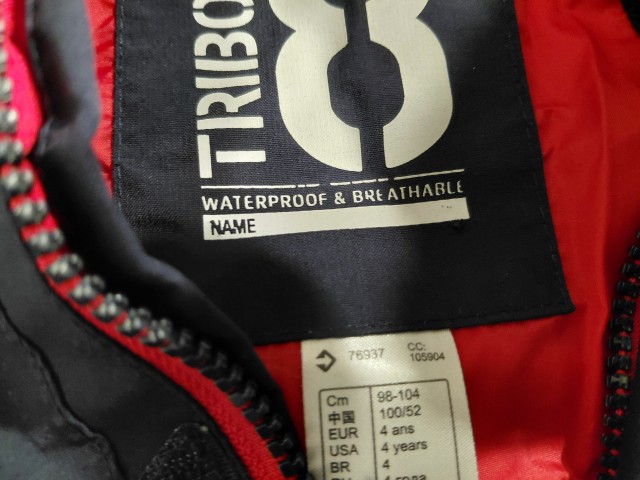 TRIBO
8
WATERPROOF & BREATHABLE
NAME
76937 CC: 105904
Cm 98-104
中国 100/52
EUR 4 ans
USA 4 years
BR 4